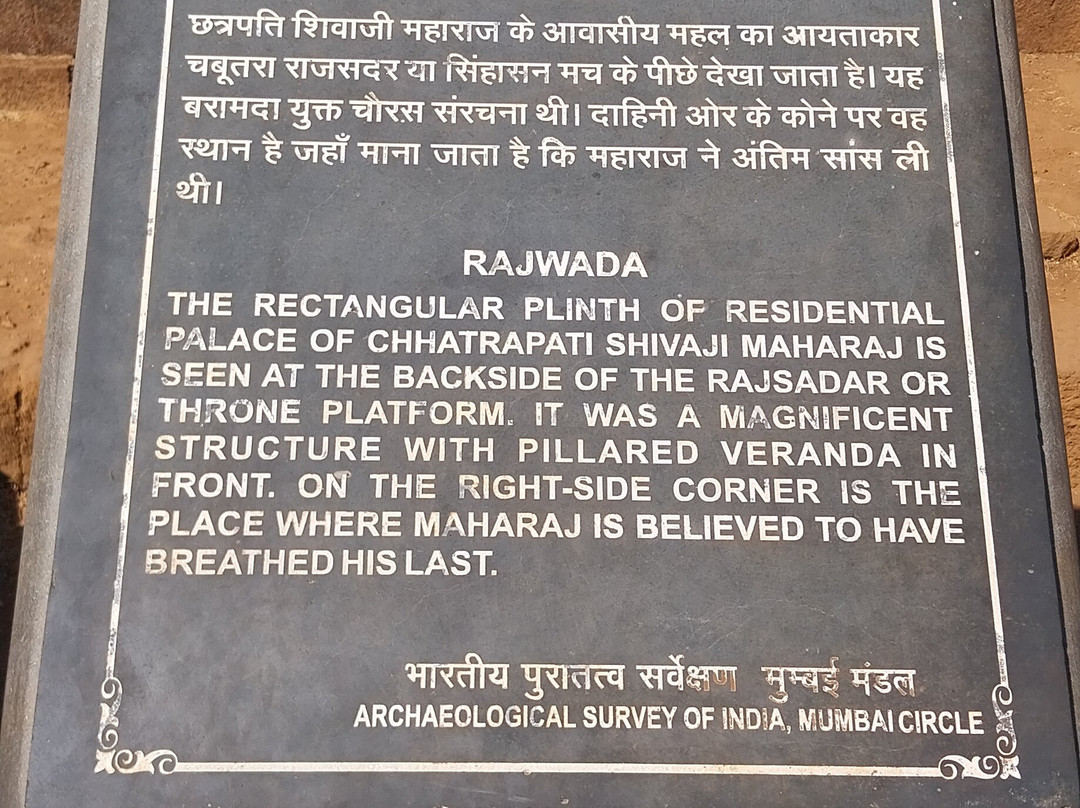 छत्रपति शिवाजी महाराज के आवासीय महल का आयताकार
चबूतरा राजसदर या सिंहासन मच के पीछे देखा जाता है। यह
बरामदा युक्त चौरस संरचना थी। दाहिनी ओर के कोने पर वह
स्थान है जहाँ माना जाता है कि महाराज ने अंतिम सांस ली
थी।
RAJWADA
THE RECTANGULAR PLINTH OF RESIDENTIAL
PALACE OF CHHATRAPATI SHIVAJI MAHARAJ IS
SEEN AT THE BACKSIDE OF THE RAJSADAR OR
THRONE PLATFORM. IT WAS A MAGNIFICENT
STRUCTURE WITH PILLARED VERANDA IN
FRONT. ON THE RIGHT-SIDE CORNER IS THE
PLACE WHERE MAHARAJ IS BELIEVED TO HAVE
BREATHED HIS LAST.
भारतीय पुरातत्व सर्वेक्षण मुम्बई मंडल
ARCHAEOLOGICAL SURVEY OF INDIA, MUMBAI CIRCLE